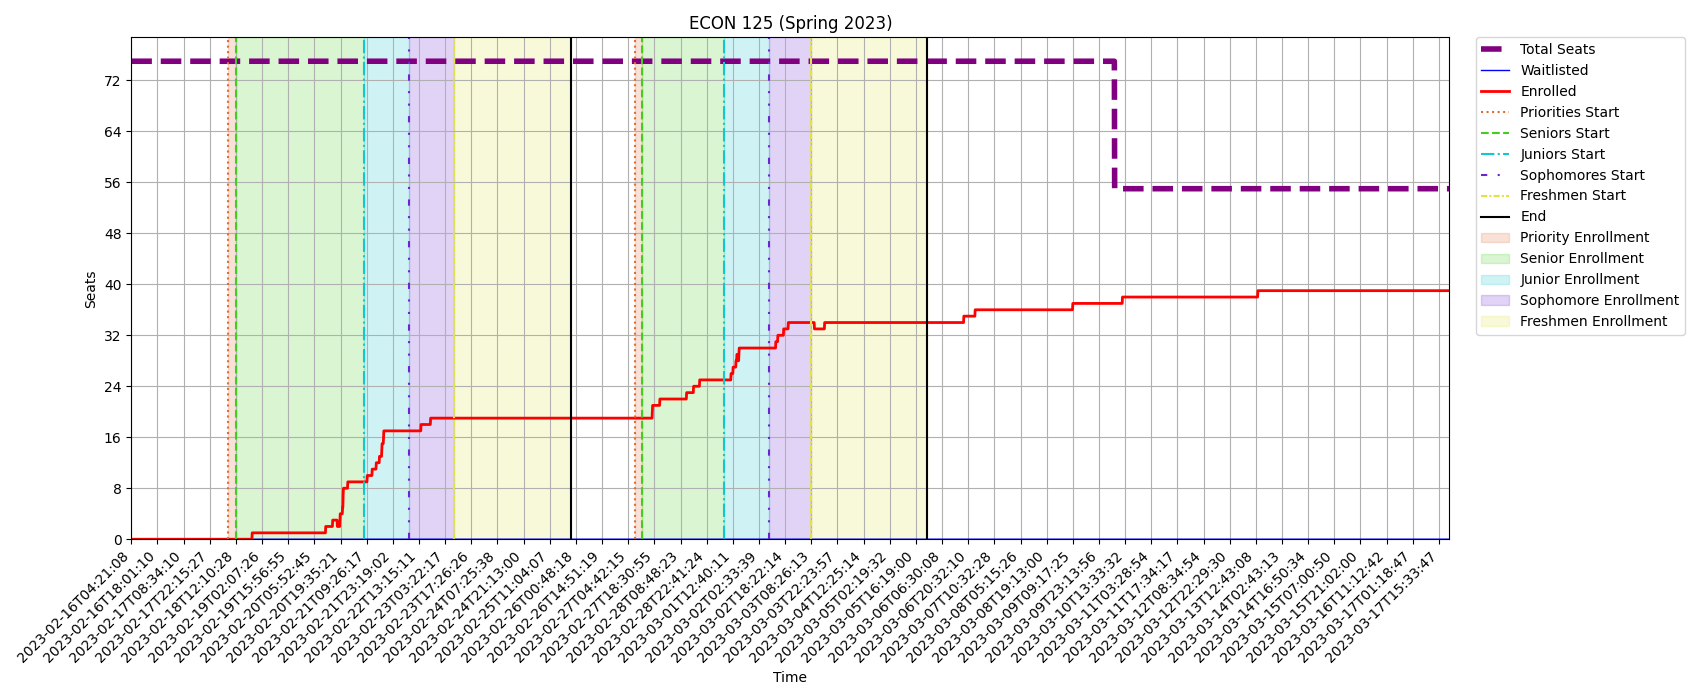 ECON 125 (Spring 2023)
Seats
72
64
56
48
40
32
24
16
8
0
2023-02-16T04:21:08
2023-02-16T18:01:10
2023-02-17T08:34:10
2023-02-17T22:15:27
2023-02-18T12:10:28
2023-02-19T02:07:26
2023-02-19T15:56:55
2023-02-20T05:52:45
2023-02-20T19:35:21
2023-02-21T09:26:17
2023-02-21T23:19:02
2023-02-22T13:15:11
2023-02-23T03:22:17
2023-02-23T17:26:26
2023-02-24T07:25:38
2023-02-24T21:13:00
2023-02-25T11:04:07
2023-02-26T00:48:18
2023-02-26T14:51:19
2023-02-27T04:42:15
2023-02-27T18:30:55
2023-02-28T08:48:23
2023-02-28T22:41:24
2023-03-01T12:40:11
2023-03-02T02:33:39
2023-03-02T18:22:14
2023-03-03T08:26:13
2023-03-03T22:23:57
2023-03-04T12:25:14
2023-03-05T02:19:32
2023-03-05T16:19:00
2023-03-06T06:30:08
2023-03-06T20:32:10
2023-03-07T10:32:28
2023-03-08T05:15:26
2023-03-08T19:13:00
2023-03-09T09:17:25
2023-03-09T23:13:56
2023-03-10T13:33:32
2023-03-11T03:28:54
2023-03-11T17:34:17
2023-03-12T08:34:54
2023-03-12T22:29:30
2023-03-13T12:43:08
2023-03-14T02:43:13
2023-03-14T16:50:34
2023-03-15T07:00:50
2023-03-15T21:02:00
2023-03-16T11:12:42
2023-03-17T01:18:47
2023-03-17T15:33:47
Time
Total Seats
Waitlisted
Enrolled
Priorities Start
Seniors Start
Juniors Start
Sophomores Start
Freshmen Start
End
Priority Enrollment
Senior Enrollment
Junior Enrollment
Sophomore Enrollment
Freshmen Enrollment